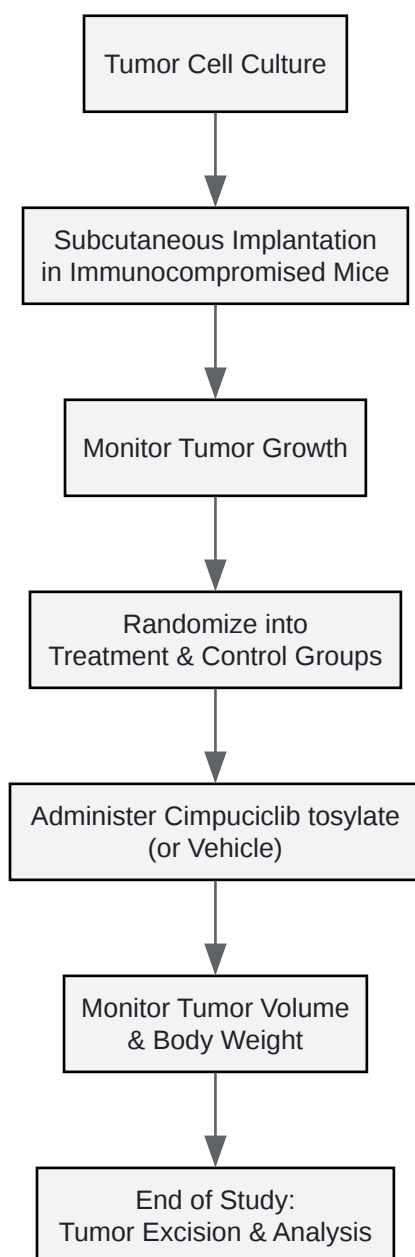 Tumor Cell Culture
Subcutaneous Implantation
in Immunocompromised Mice
Monitor Tumor Growth
Randomize into
Treatment & Control Groups
Administer Cimpuciclib tosylate
(or Vehicle)
Monitor Tumor Volume
& Body Weight
End of Study:
Tumor Excision & Analysis